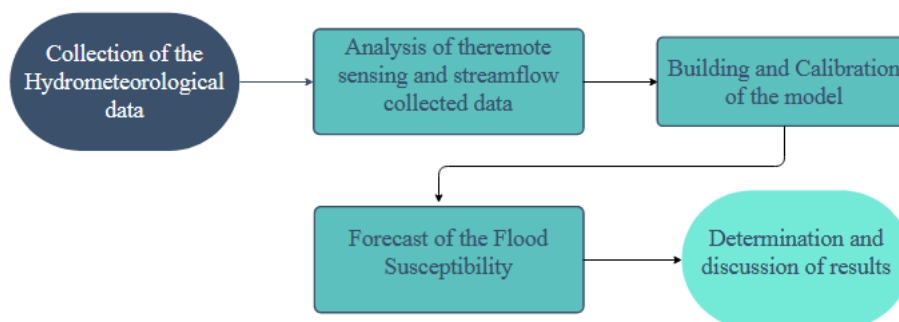 Collection of the
Hydrometeorological
data
Analysis of theremote
sensing and streamflow
collected data
Building and Calibration
of the model
Forecast of the Flood
Susceptibility
Determination and
discussion of results